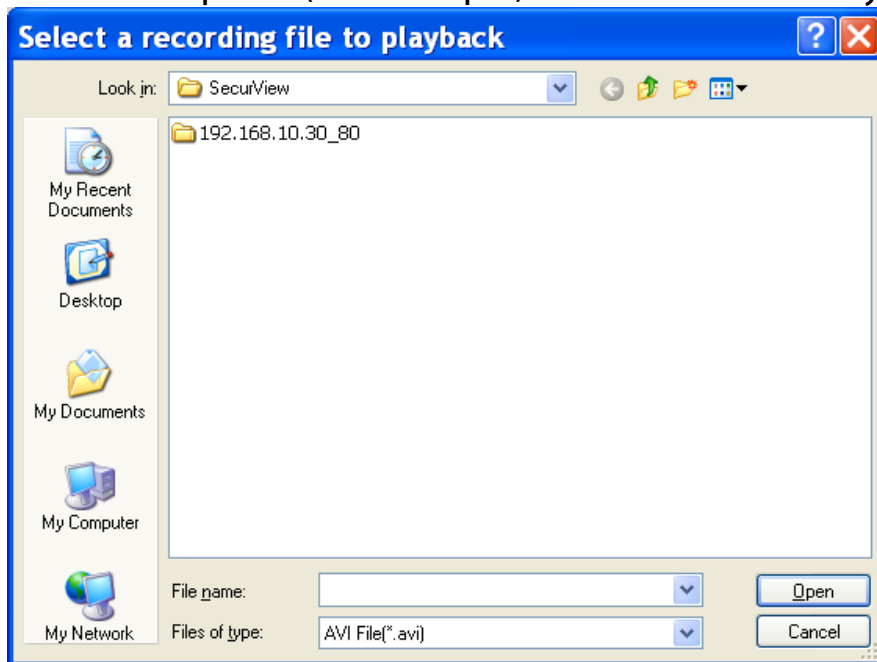 Select a recording file to playback
Look in: SecurView
192.168.10.30_80
My Recent
Documents
Desktop
My Documents
My Computer
File name:
Open
My Network
Files of type: AVI File(*.avi)
Cancel